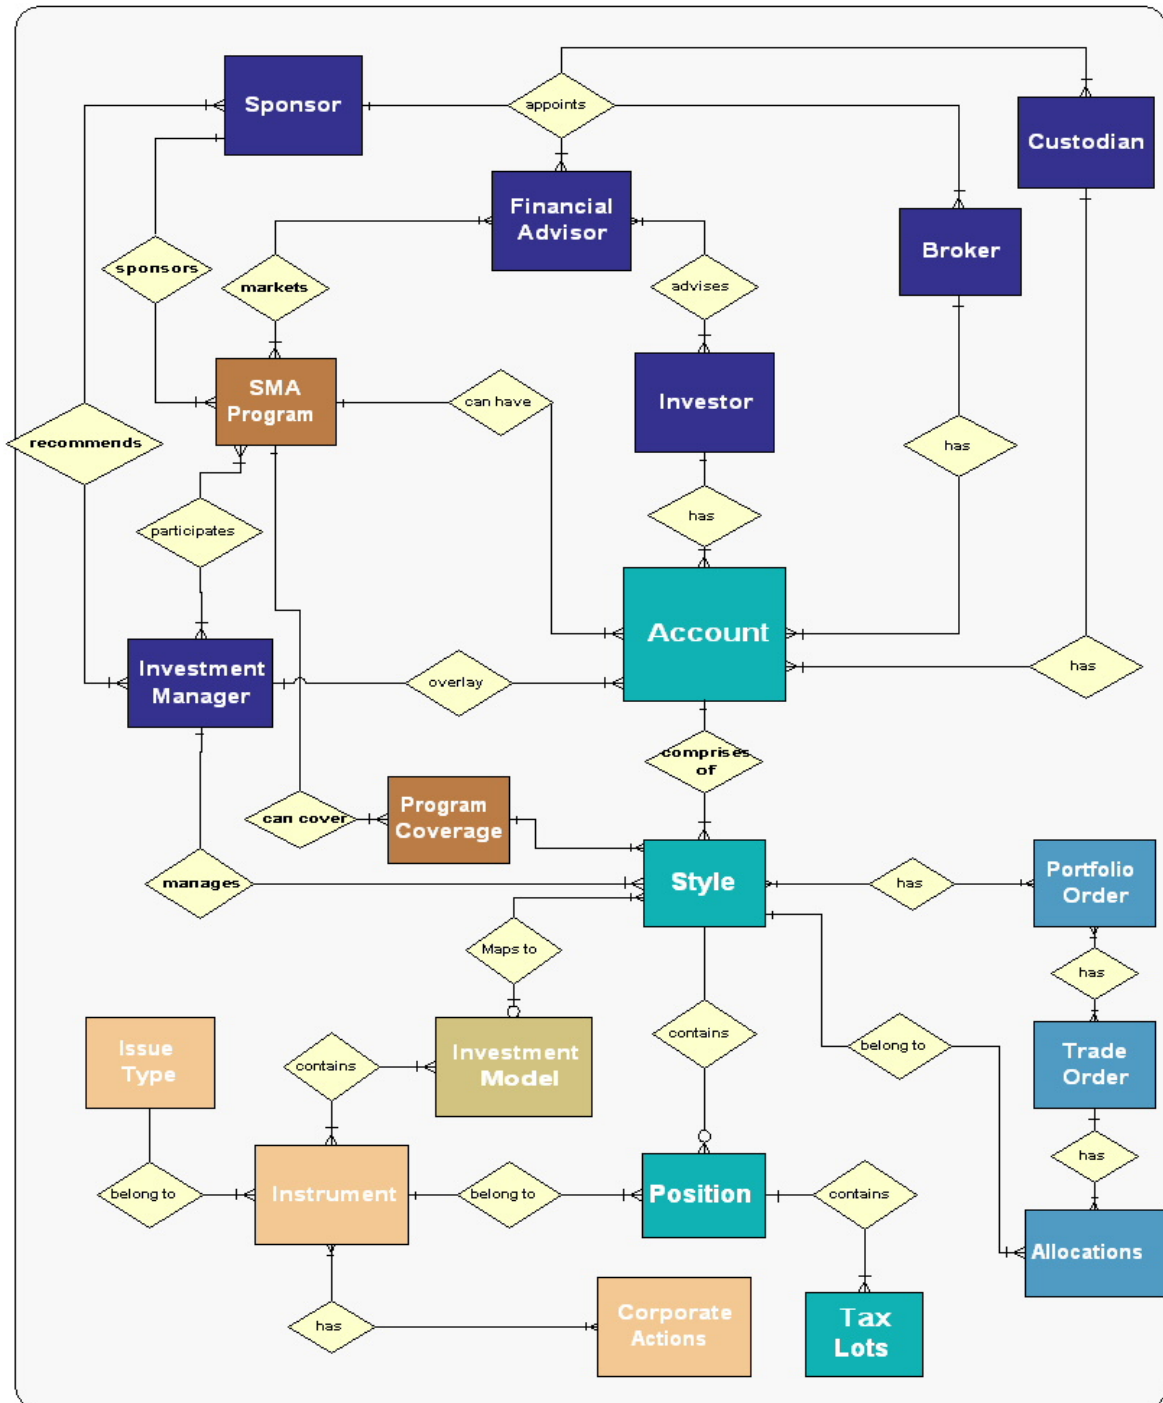 Sponsor
appoints
Custodian
Financial
Advisor
Broker
sponsors
markets
advises
SMA
Program
can have
Investor
recommends
has
participates
has
Account
Investment
Manager
overlay
has
comprises
of
Program
Coverage
can cover
manages
Style
has
Portfolio
Order
Maps to
has
contains
Issue
Type
contains
Investment
Model
belong to
Trade
Order
has
belong to
Instrument
belong to
Position
contains
Allocations
has
Corporate
Actions
Tax
Lots